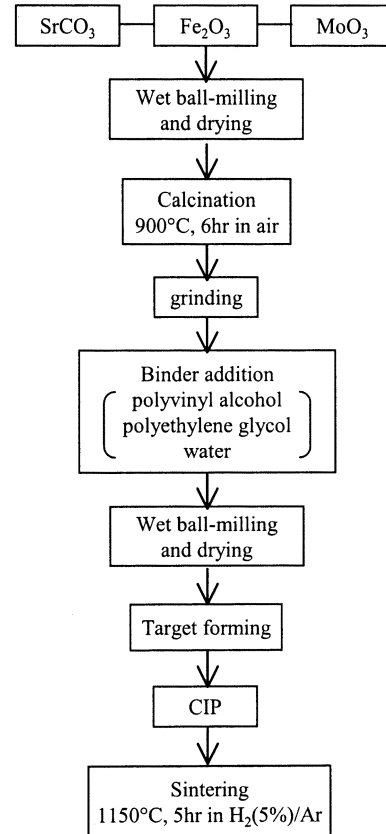 SrCO₃ Fe₂O₃ MoO₃
Wet ball-milling
and drying
Calcination
900°C, 6hr in air
grinding
Binder addition
polyvinyl alcohol
polyethylene glycol
water
Wet ball-milling
and drying
Target forming
CIP
Sintering
1150°C, 5hr in H₂(5%)/Ar